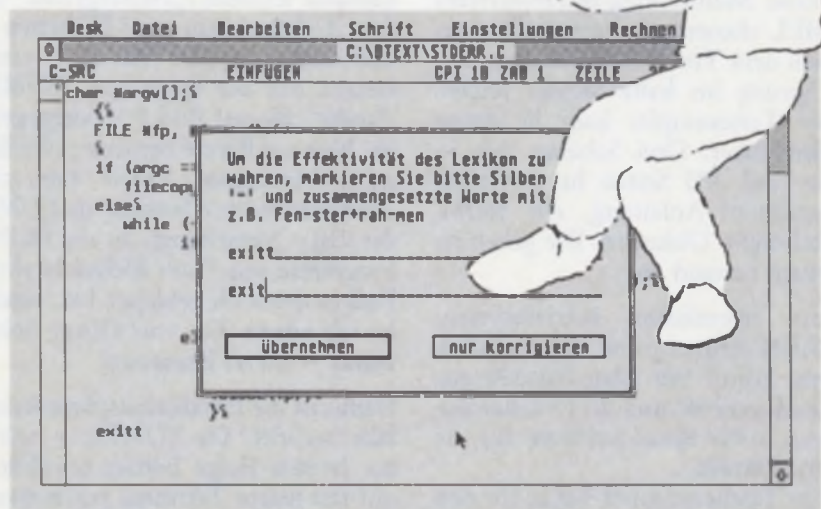 Desk Datei Bearbeiten Schrift Einstellungen Rechnen
C:\BTEXT\STDERR.C
C-SRC EINFÜGEN CPI 10 ZAB 1 ZEILE
char *argv[];
{
FILE *fp,
if (argc ==
filecopy
else
while (
Um die Effektivität des Lexikon zu
wahren, markieren Sie bitte Silben
und zusammengesetzte Worte mit
z.B. Fen-ster+rah-men
exitt
exit
übernehmen nur korrigieren
exitt